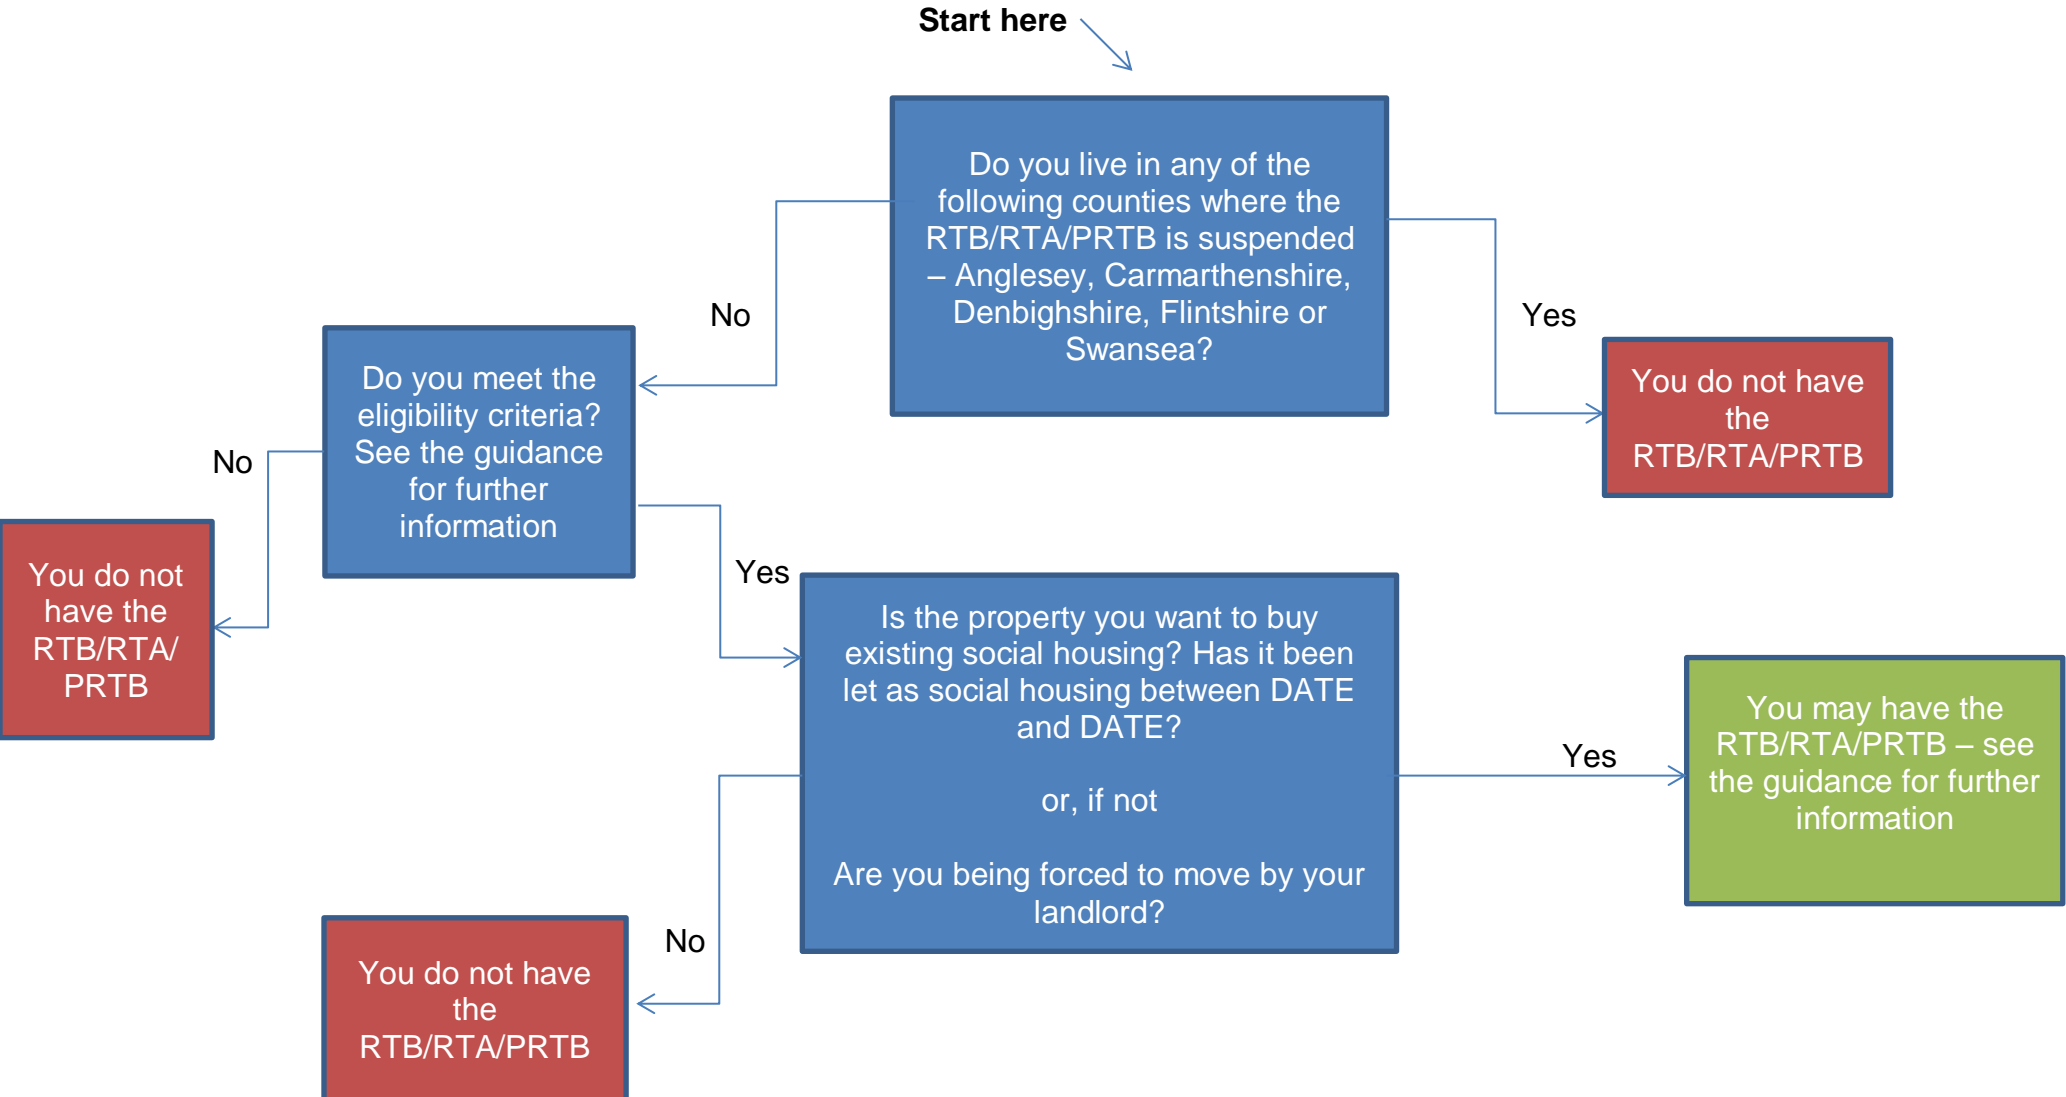 Start here
Do you live in any of the
following counties where the
RTB/RTA/PRTB is suspended
– Anglesey, Carmarthenshire,
Denbighshire, Flintshire or
Swansea?
No
Yes
Do you meet the
eligibility criteria?
See the guidance
for further
information
You do not have
the
RTB/RTA/PRTB
No
You do not
have the
RTB/RTA/
PRTB
Yes
Is the property you want to buy
existing social housing? Has it been
let as social housing between DATE
and DATE?
or, if not
Are you being forced to move by your
landlord?
Yes
You may have the
RTB/RTA/PRTB – see
the guidance for further
information
No
You do not have
the
RTB/RTA/PRTB